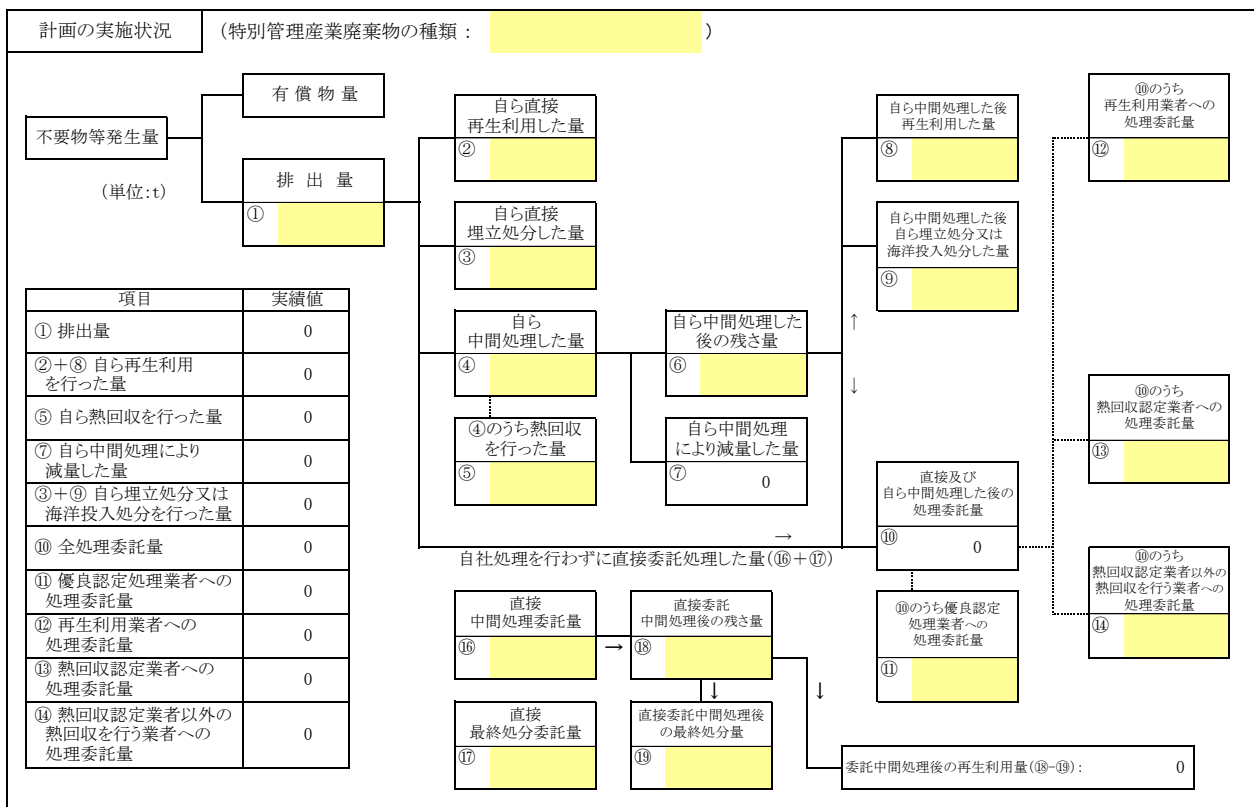 計画の実施状況
(特別管理産業廃棄物の種類：
)
不要物等発生量
(単位:t)
有償物量
排出量
①
自ら直接
再生利用した量
②
自ら直接
埋立処分した量
③
自ら
中間処理した量
④
④のうち熱回収
を行った量
⑤
自ら中間処理した
後の残さ量
⑥
自ら中間処理
により減量した量
⑦ 0
自ら中間処理した後
再生利用した量
⑧
自ら中間処理した後
自ら埋立処分又は
海洋投入処分した量
⑨
↑
↓
直接及び
自ら中間処理した後の
処理委託量
⑩ 0
⑩のうち優良認定
処理業者への
処理委託量
⑪
⑩のうち
再生利用業者への
処理委託量
⑫
⑩のうち
熱回収認定業者への
処理委託量
⑬
⑩のうち
熱回収認定業者以外の
熱回収を行う業者への
処理委託量
⑭
→
自社処理を行わずに直接委託処理した量(⑯＋⑰)
直接
中間処理委託量
⑯
→
直接委託
中間処理後の残さ量
⑱
↓
↓
直接
最終処分委託量
⑰
直接委託中間処理後
の最終処分量
⑲
委託中間処理後の再生利用量(⑱-⑲)： 0
項目 実績値
① 排出量 0
②＋⑧ 自ら再生利用
を行った量 0
⑤ 自ら熱回収を行った量 0
⑦ 自ら中間処理により
減量した量 0
③＋⑨ 自ら埋立処分又は
海洋投入処分を行った量 0
⑩ 全処理委託量 0
⑪ 優良認定処理業者への
処理委託量 0
⑫ 再生利用業者への
処理委託量 0
⑬ 熱回収認定業者への
処理委託量 0
⑭ 熱回収認定業者以外の
熱回収を行う業者への
処理委託量 0